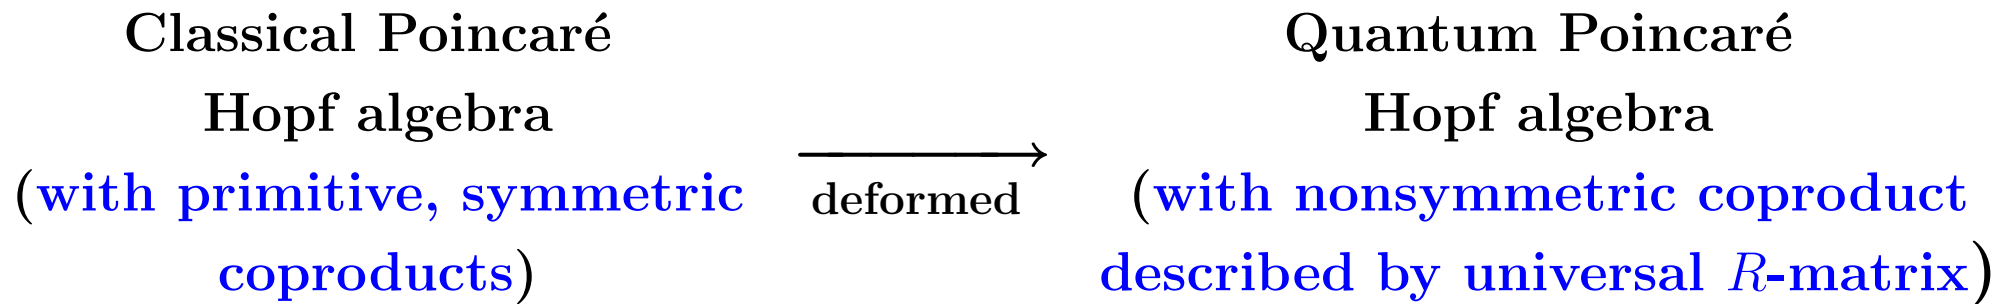 Classical Poincaré
Hopf algebra
(with primitive, symmetric
coproducts)
deformed
Quantum Poincaré
Hopf algebra
(with nonsymmetric coproduct
described by universal R-matrix)